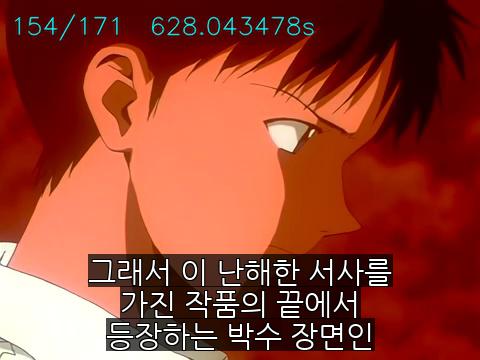 154/171 628.043478s
그래서 이 난해한 서사를
가진 작품의 끝에서
등장하는 박수 장면인